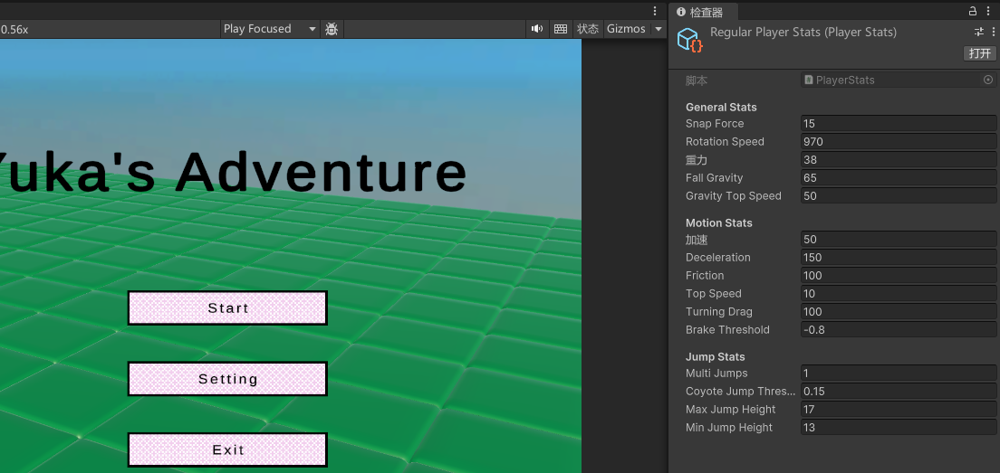 检查器
0.56x Play Focused 状态 Gizmos
Regular Player Stats (Player Stats)
打开
脚本 PlayerStats
General Stats
Snap Force 15
Rotation Speed 970
重力 38
Fall Gravity 65
Gravity Top Speed 50
Motion Stats
加速 50
Deceleration 150
Friction 100
Top Speed 10
Turning Drag 100
Brake Threshold -0.8
Jump Stats
Multi Jumps 1
Coyote Jump Thres... 0.15
Max Jump Height 17
Min Jump Height 13
Yuka's Adventure
Start
Setting
Exit